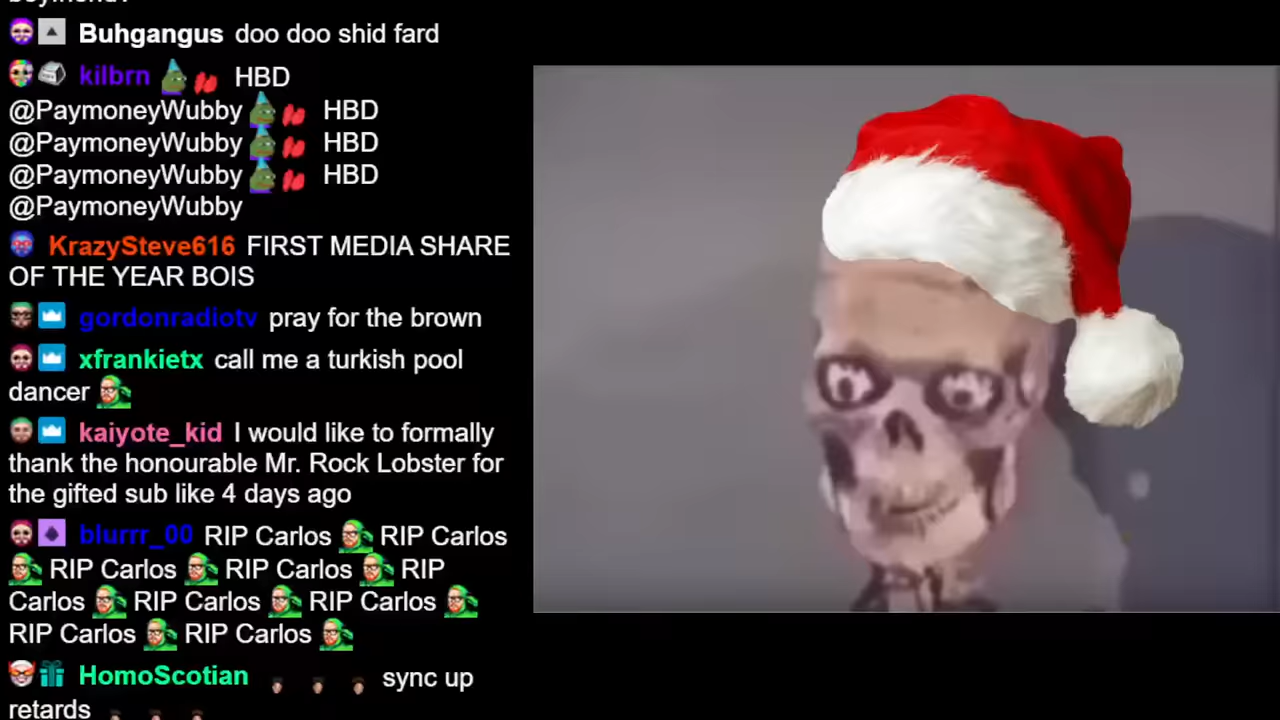 Buhgangus doo doo shid fard
kilbrn HBD
@PaymoneyWubby HBD
@PaymoneyWubby HBD
@PaymoneyWubby HBD
@PaymoneyWubby
KrazySteve616 FIRST MEDIA SHARE
OF THE YEAR BOIS
gordonradiotv pray for the brown
xfrankietx call me a turkish pool
dancer
kaiyote_kid I would like to formally
thank the honourable Mr. Rock Lobster for
the gifted sub like 4 days ago
blurrr_00 RIP Carlos RIP Carlos
RIP Carlos RIP Carlos RIP
Carlos RIP Carlos RIP Carlos
RIP Carlos RIP Carlos
HomoScotian sync up
retards